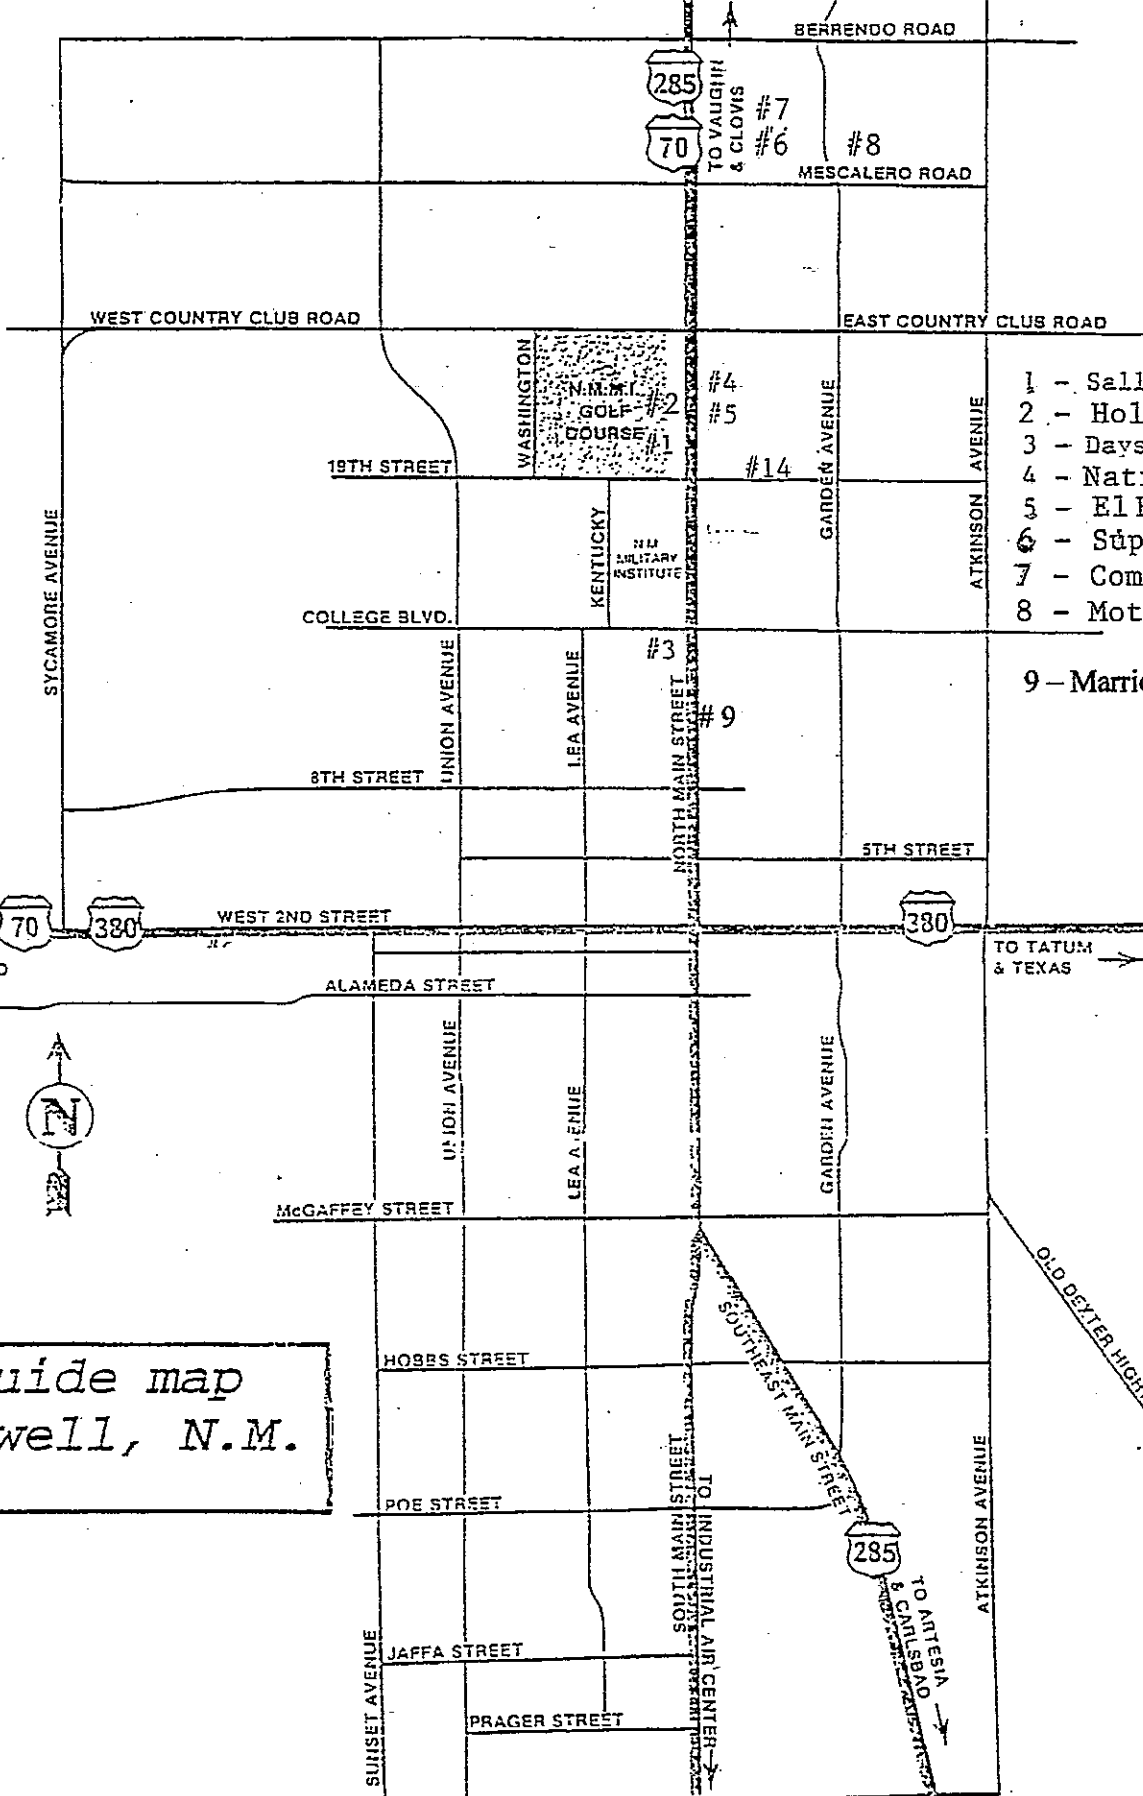 BERRENDO ROAD
285
70
TO VAUGHN
& CLOVIS
#7
#6
#8
MESCALERO ROAD
WEST COUNTRY CLUB ROAD
EAST COUNTRY CLUB ROAD
WASHINGTON
N.M.M.I.
GOLF
COURSE
#2
#1
#4
#5
GARDEN AVENUE
ATKINSON AVENUE
1 - Sall
2 - Hol
3 - Days
4 - Nati
5 - El
6 - Sup
7 - Com
8 - Mot
9 – Marri
19TH STREET
#14
SYCAMORE AVENUE
KENTUCKY
N M
MILITARY
INSTITUTE
COLLEGE BLVD.
#3
UNION AVENUE
LEA AVENUE
NORTH MAIN STREET
#9
8TH STREET
5TH STREET
70
380
WEST 2ND STREET
380
TO TATUM
& TEXAS
ALAMEDA STREET
N
UNION AVENUE
LEA AVENUE
GARDEN AVENUE
McGAFFEY STREET
OLD DEXTER HIGH
SOUTHEAST MAIN STREET
HOBBS STREET
uide map
well, N.M.
POE STREET
SOUTH MAIN STREET
TO INDUSTRIAL AIR CENTER
285
ATKINSON AVENUE
TO ARTESIA
& CARLSBAD
SUNSET AVENUE
JAFFA STREET
PRAGER STREET